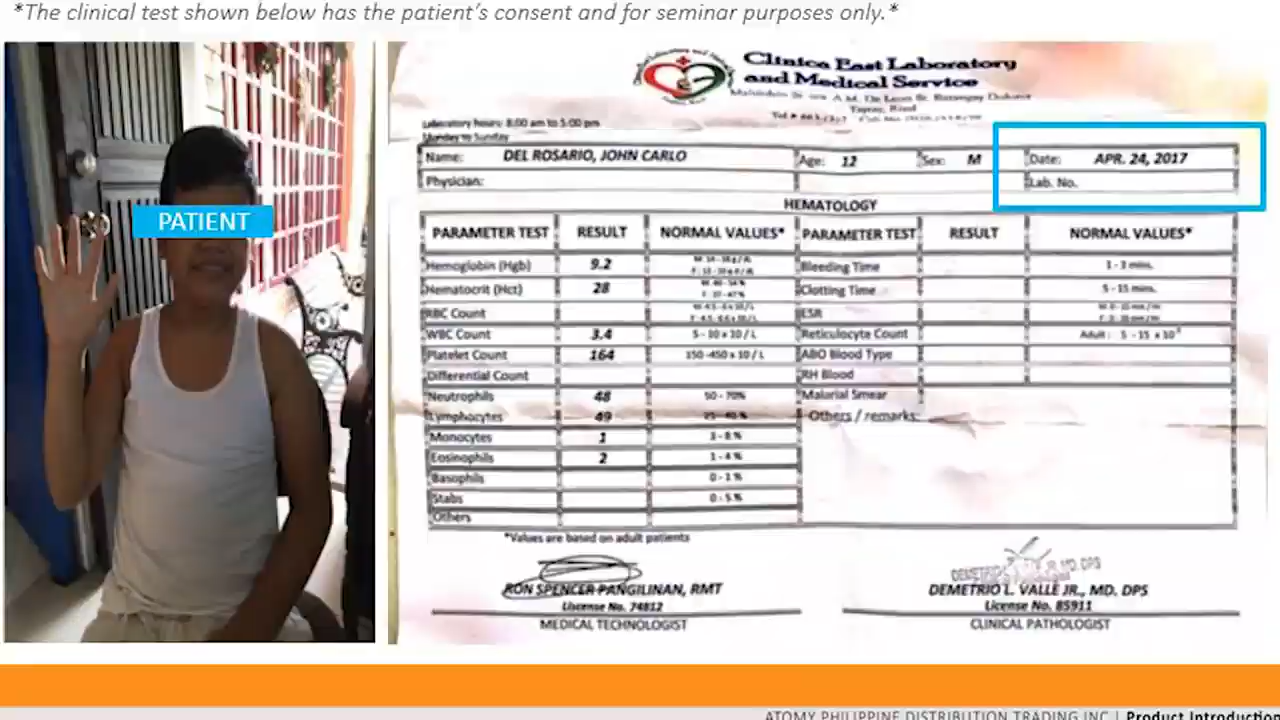 *The clinical test shown below has the patient's consent and for seminar purposes only.*
PATIENT
Clinica East Laboratory
and Medical Service
Laboratory hours: 8:00 am to 5:00 pm
Monday to Sunday
Name: DEL ROSARIO, JOHN CARLO Age: 12 Sex: M Date: APR. 24, 2017
Physician: Lab. No.
HEMATOLOGY
PARAMETER TEST RESULT NORMAL VALUES* PARAMETER TEST RESULT NORMAL VALUES*
Hemoglobin (Hgb) 9.2 Bleeding Time 1 - 3 mins.
Hematocrit (Hct) 28 Clotting Time 5 - 15 mins.
RBC Count ESR
WBC Count 3.4 5 - 10 x 10 / L Reticulocyte Count Adult : 5 - 15 x 10³
Platelet Count 164 150 -450 x 10 / L ABO Blood Type
Differential Count RH Blood
Neutrophils 48 50 - 70% Malarial Smear
Lymphocytes 49 Others / remarks:
Monocytes 1 3 - 8 %
Eosinophils 2 1 - 4 %
Basophils 0 - 1 %
Stabs 0 - 5 %
Others
*Values are based on adult patients
RON SPENCER PANGILINAN, RMT DEMETRIO L. VALLE JR., MD. DPS
Liscense No. 74812 License No. 85911
MEDICAL TECHNOLOGIST CLINICAL PATHOLOGIST
ATOMY PHILIPPINE DISTRIBUTION TRADING INC | Product Introduction